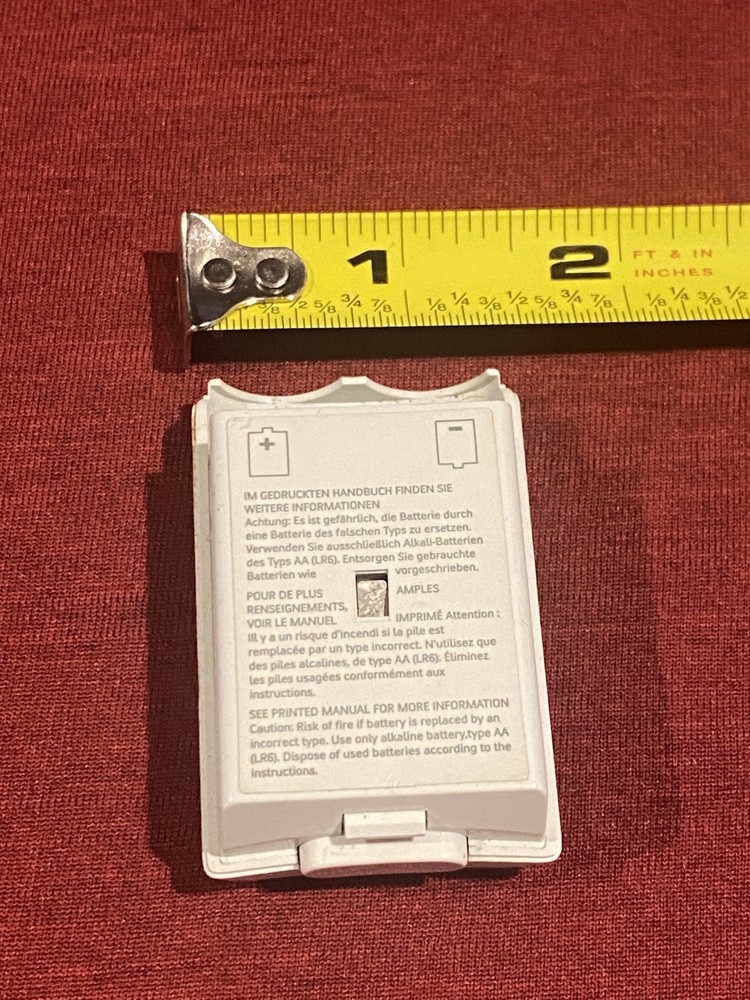 1 2 FT & IN
INCHES
/8 /2 5/8 3/4 7/8 1/8 1/4 3/8 1/2 5/8 3/4 7/8 1/8 1/4 3/8 1/2
+ -
IM GEDRUCKTEN HANDBUCH FINDEN SIE
WEITERE INFORMATIONEN
Achtung: Es ist gefährlich, die Batterie durch
eine Batterie des falschen Typs zu ersetzen.
Verwenden Sie ausschließlich Alkali-Batterien
des Typs AA (LR6). Entsorgen Sie gebrauchte
Batterien wie vorgeschrieben.
POUR DE PLUS AMPLES
RENSEIGNEMENTS,
VOIR LE MANUEL IMPRIMÉ Attention :
Ill y a un risque d'incendi si la pile est
remplacée par un type incorrect. N'utilisez que
des piles alcalines, de type AA (LR6). Éliminez
les piles usagées conformément aux
instructions.
SEE PRINTED MANUAL FOR MORE INFORMATION
Caution: Risk of fire if battery is replaced by an
incorrect type. Use only alkaline battery,type AA
(LR6). Dispose of used batteries according to the
instructions.